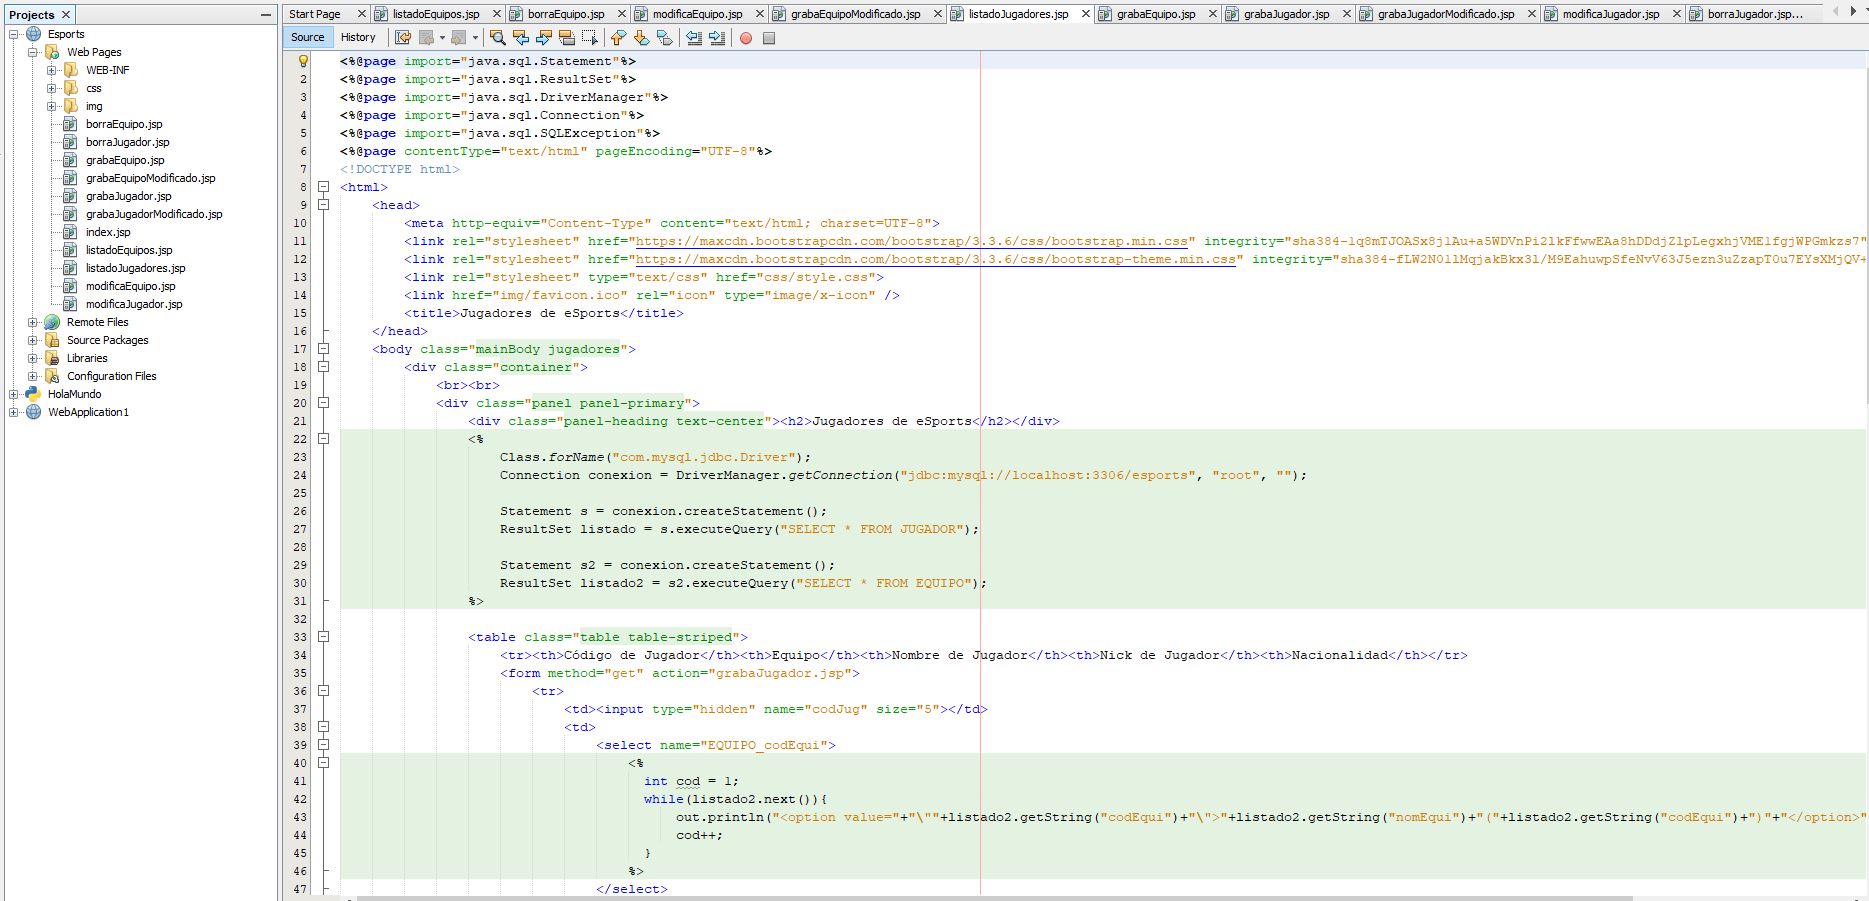 Projects
Esports
Web Pages
WEB-INF
css
img
borraEquipo.jsp
borraJugador.jsp
grabaEquipo.jsp
grabaEquipoModificado.jsp
grabaJugador.jsp
grabaJugadorModificado.jsp
index.jsp
listadoEquipos.jsp
listadoJugadores.jsp
modificaEquipo.jsp
modificaJugador.jsp
Remote Files
Source Packages
Libraries
Configuration Files
HolaMundo
WebApplication1
Start Page listadoEquipos.jsp borraEquipo.jsp modificaEquipo.jsp grabaEquipoModificado.jsp listadoJugadores.jsp grabaEquipo.jsp grabaJugador.jsp grabaJugadorModificado.jsp modificaJugador.jsp borraJugador.jsp...
Source History
<%@page import="java.sql.Statement"%>
2 <%@page import="java.sql.ResultSet"%>
3 <%@page import="java.sql.DriverManager"%>
4 <%@page import="java.sql.Connection"%>
5 <%@page import="java.sql.SQLException"%>
6 <%@page contentType="text/html" pageEncoding="UTF-8"%>
7 <!DOCTYPE html>
8 <html>
9 <head>
10 <meta http-equiv="Content-Type" content="text/html; charset=UTF-8">
11 <link rel="stylesheet" href="https://maxcdn.bootstrapcdn.com/bootstrap/3.3.6/css/bootstrap.min.css" integrity="sha384-1q8mTJOASx8j1Au+a5WDVnPi2lkFfwwEAa8hDDdjZlpLegxhjVME1fgjWPGmkzs7"
12 <link rel="stylesheet" href="https://maxcdn.bootstrapcdn.com/bootstrap/3.3.6/css/bootstrap-theme.min.css" integrity="sha384-fLW2N01lMqjakBkx3l/M9EahuwpSfeNvV63J5ezn3uZzapT0u7EYsXMjQV+
13 <link rel="stylesheet" type="text/css" href="css/style.css">
14 <link href="img/favicon.ico" rel="icon" type="image/x-icon" />
15 <title>Jugadores de eSports</title>
16 </head>
17 <body class="mainBody jugadores">
18 <div class="container">
19 <br><br>
20 <div class="panel panel-primary">
21 <div class="panel-heading text-center"><h2>Jugadores de eSports</h2></div>
22 <%
23 Class.forName("com.mysql.jdbc.Driver");
24 Connection conexion = DriverManager.getConnection("jdbc:mysql://localhost:3306/esports", "root", "");
25
26 Statement s = conexion.createStatement();
27 ResultSet listado = s.executeQuery("SELECT * FROM JUGADOR");
28
29 Statement s2 = conexion.createStatement();
30 ResultSet listado2 = s2.executeQuery("SELECT * FROM EQUIPO");
31 %>
32
33 <table class="table table-striped">
34 <tr><th>Código de Jugador</th><th>Equipo</th><th>Nombre de Jugador</th><th>Nick de Jugador</th><th>Nacionalidad</th></tr>
35 <form method="get" action="grabaJugador.jsp">
36 <tr>
37 <td><input type="hidden" name="codJug" size="5"></td>
38 <td>
39 <select name="EQUIPO_codEqui">
40 <%
41 int cod = 1;
42 while(listado2.next()){
43 out.println("<option value="+"\""+listado2.getString("codEqui")+"\">"+listado2.getString("nomEqui")+"("+listado2.getString("codEqui")+")"+"</option>"
44 cod++;
45 }
46 %>
47 </select>